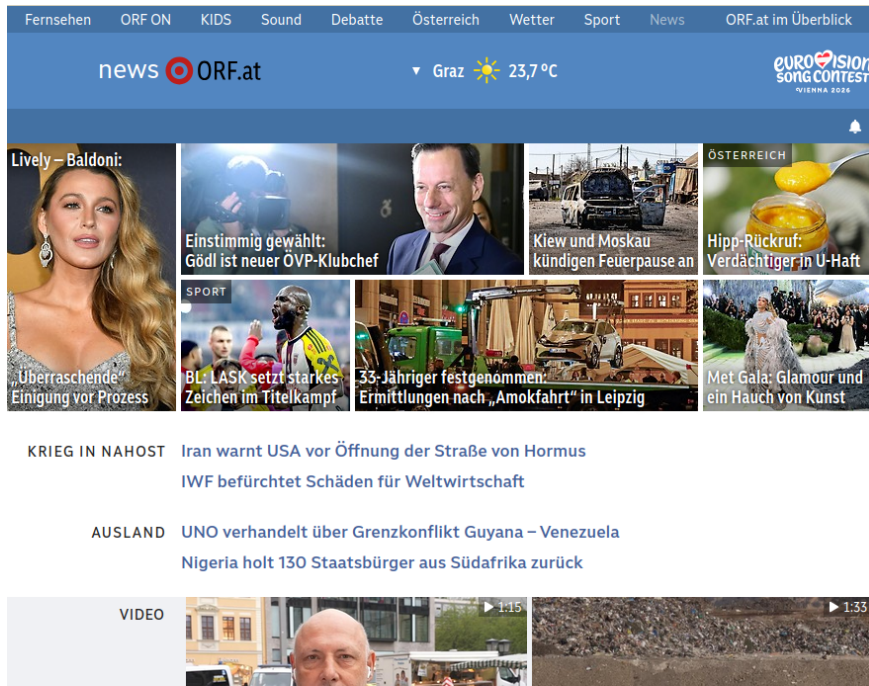 Fernsehen ORF ON KIDS Sound Debatte Österreich Wetter Sport News ORF.at im Überblick
news ORF.at
▼ Graz 23,7 °C
EUROVISION
SONG CONTEST
VIENNA 2026
Lively – Baldoni:
„Überraschende“
Einigung vor Prozess
Einstimmig gewählt:
Gödl ist neuer ÖVP-Klubchef
Kiew und Moskau
kündigen Feuerpause an
ÖSTERREICH
Hipp-Rückruf:
Verdächtiger in U-Haft
SPORT
BL: LASK setzt starkes
Zeichen im Titelkampf
33-Jähriger festgenommen:
Ermittlungen nach „Amokfahrt“ in Leipzig
Met Gala: Glamour und
ein Hauch von Kunst
KRIEG IN NAHOST Iran warnt USA vor Öffnung der Straße von Hormus
IWF befürchtet Schäden für Weltwirtschaft
AUSLAND UNO verhandelt über Grenzkonflikt Guyana – Venezuela
Nigeria holt 130 Staatsbürger aus Südafrika zurück
VIDEO
1:15
1:33